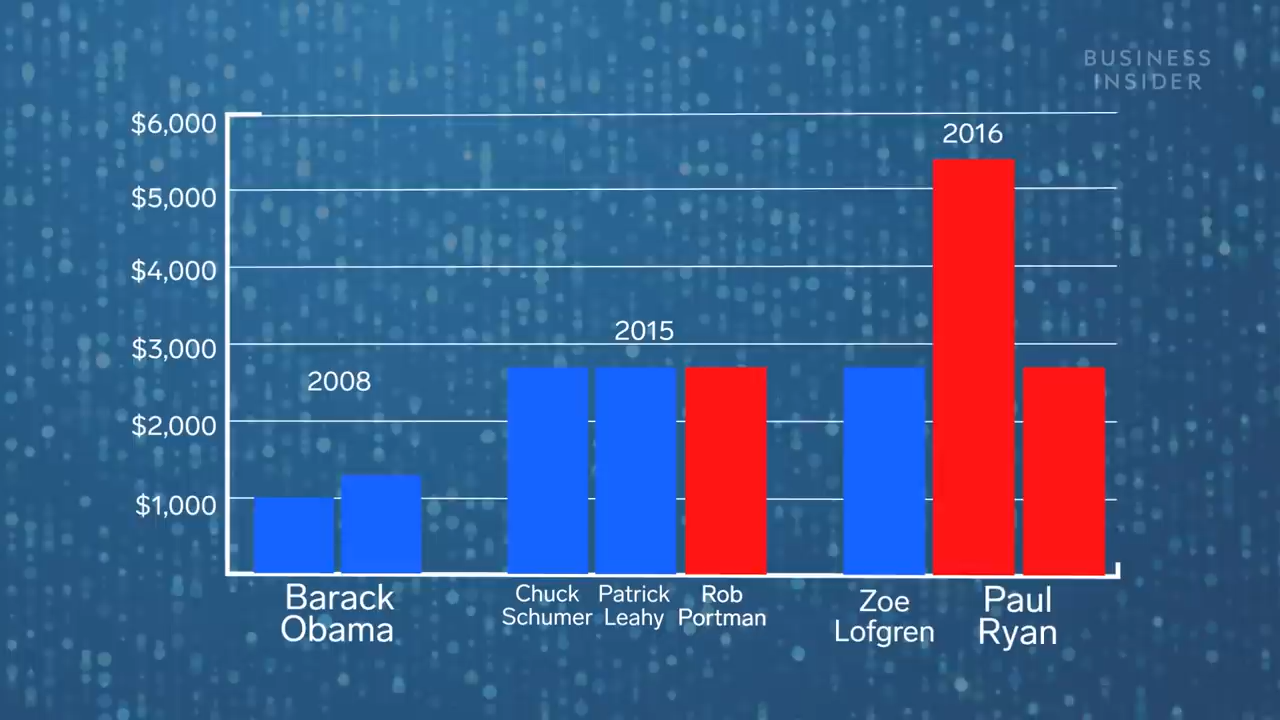 BUSINESS
INSIDER
$6,000
2016
$5,000
$4,000
2015
$3,000
2008
$2,000
$1,000
Barack
Obama
Chuck
Schumer
Patrick
Leahy
Rob
Portman
Zoe
Lofgren
Paul
Ryan